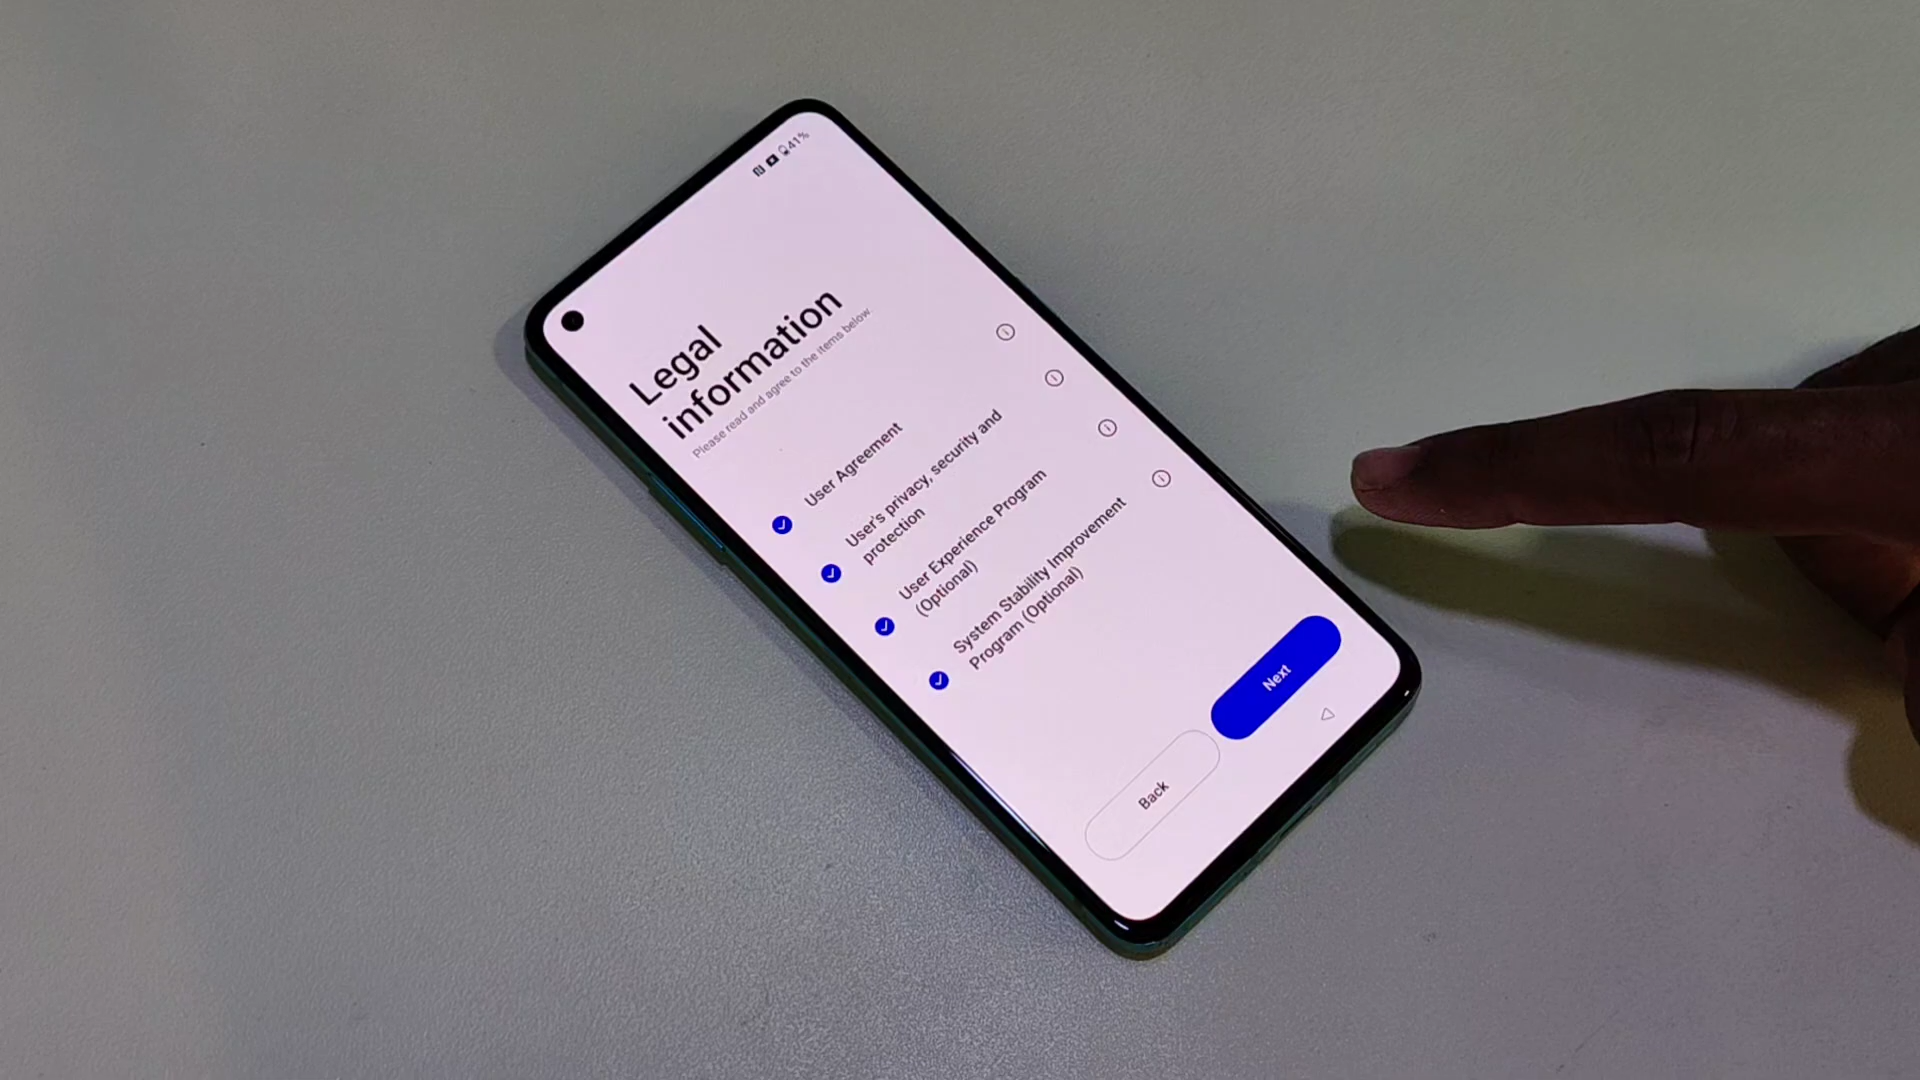 41%
Legal
information
Please read and agree to the items below.
User Agreement
User's privacy, security and
protection
User Experience Program
(Optional)
System Stability Improvement
Program (Optional)
Next
Back